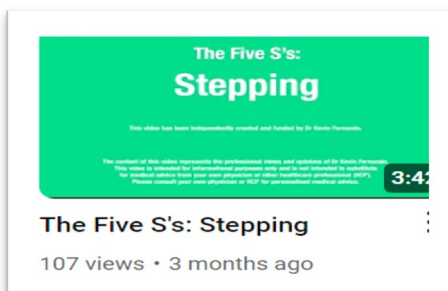 The Five S's:
Stepping
This video has been independently created and funded by Dr Kevin Fernando.
The content of this video represents the professional views and opinions of Dr Kevin Fernando.
This video is intended for informational purposes only and is not intended to substitute
for medical advice from your own physician or other healthcare professional (HCP).
Please consult your own physician or HCP for personalised medical advice.
3:42
The Five S's: Stepping
107 views • 3 months ago